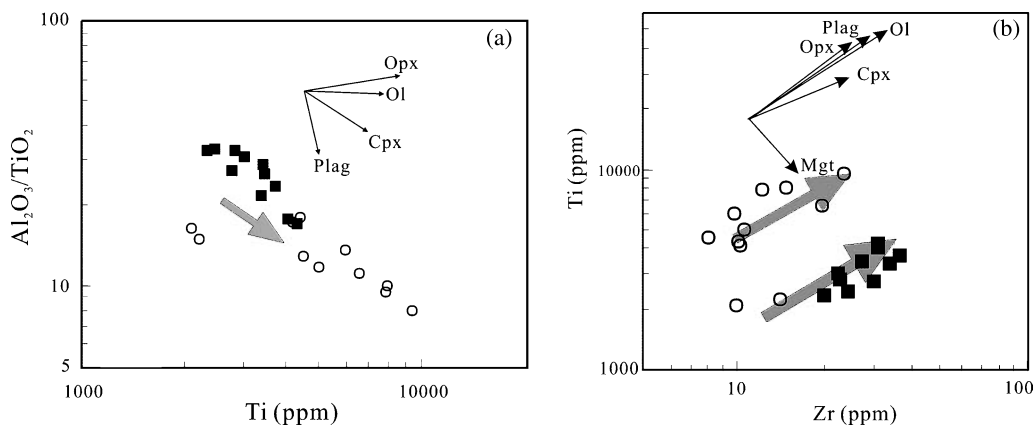 100
(a)
Opx
Ol
Cpx
Plag
10
5
1000
10000
Ti (ppm)
Al₂O₃/TiO₂
(b)
Plag
Ol
Opx
Cpx
Mgt
10000
1000
10
100
Zr (ppm)
Ti (ppm)